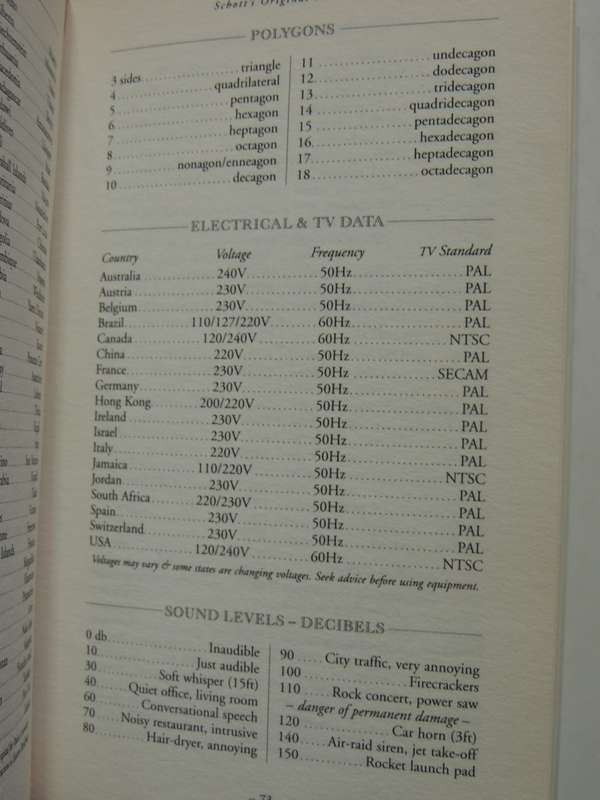 Schott's Original
POLYGONS
3 sides triangle
4 quadrilateral
5 pentagon
6 hexagon
7 heptagon
8 octagon
9 nonagon/enneagon
10 decagon
11 undecagon
12 dodecagon
13 tridecagon
14 quadridecagon
15 pentadecagon
16 hexadecagon
17 heptadecagon
18 octadecagon
ELECTRICAL & TV DATA
Country Voltage Frequency TV Standard
Australia 240V 50Hz PAL
Austria 230V 50Hz PAL
Belgium 230V 50Hz PAL
Brazil 110/127/220V 60Hz PAL
Canada 120/240V 60Hz NTSC
China 220V 50Hz PAL
France 230V 50Hz SECAM
Germany 230V 50Hz PAL
Hong Kong 200/220V 50Hz PAL
Ireland 230V 50Hz PAL
Israel 230V 50Hz PAL
Italy 220V 50Hz PAL
Jamaica 110/220V 50Hz NTSC
Jordan 230V 50Hz PAL
South Africa 220/230V 50Hz PAL
Spain 230V 50Hz PAL
Switzerland 230V 50Hz PAL
USA 120/240V 60Hz NTSC
Voltages may vary & some states are changing voltages. Seek advice before using equipment.
SOUND LEVELS – DECIBELS
0 db Inaudible
10 Just audible
30 Soft whisper (15ft)
40 Quiet office, living room
60 Conversational speech
70 Noisy restaurant, intrusive
80 Hair-dryer, annoying
90 City traffic, very annoying
100 Firecrackers
110 Rock concert, power saw
– danger of permanent damage –
120 Car horn (3ft)
140 Air-raid siren, jet take-off
150 Rocket launch pad